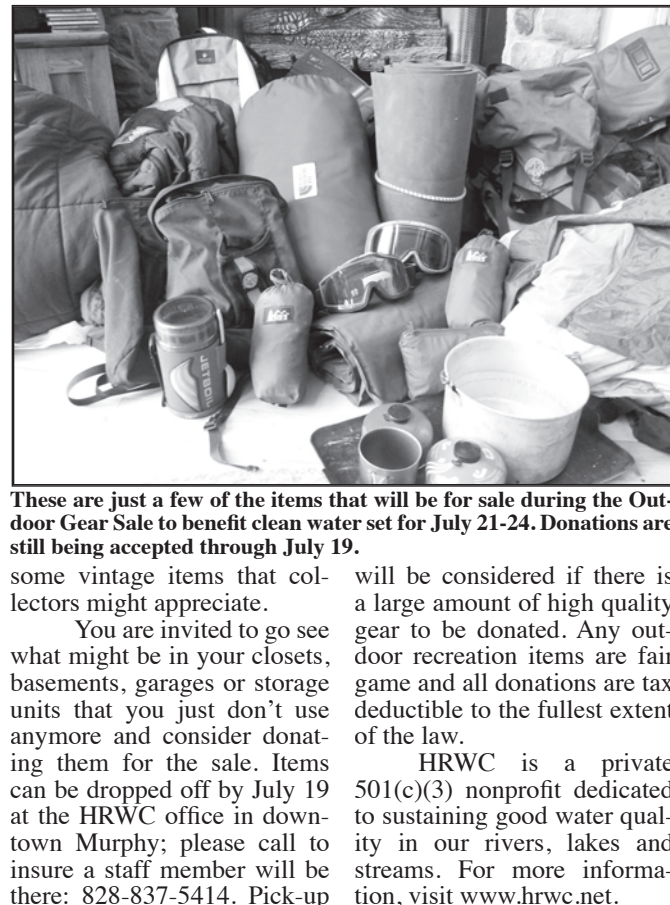 JETBOIL
These are just a few of the items that will be for sale during the Out-
door Gear Sale to benefit clean water set for July 21-24. Donations are
still being accepted through July 19.
some vintage items that col-
lectors might appreciate.
You are invited to go see
what might be in your closets,
basements, garages or storage
units that you just don’t use
anymore and consider donat-
ing them for the sale. Items
can be dropped off by July 19
at the HRWC office in down-
town Murphy; please call to
insure a staff member will be
there: 828-837-5414. Pick-up
will be considered if there is
a large amount of high quality
gear to be donated. Any out-
door recreation items are fair
game and all donations are tax
deductible to the fullest extent
of the law.
HRWC is a private
501(c)(3) nonprofit dedicated
to sustaining good water qual-
ity in our rivers, lakes and
streams. For more informa-
tion, visit www.hrwc.net.